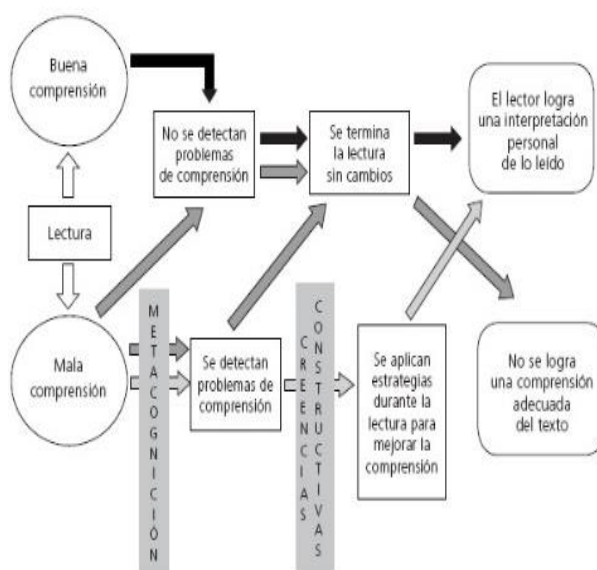 Buena
comprensión
No se detectan
problemas
de comprensión
Se termina
la lectura
sin cambios
El lector logra
una interpretación
personal
de lo leído
Lectura
Mala
comprensión
METACOGNICIÓN
Se detectan
problemas de
comprensión
CREENCIAS
CONSTRUCTIVAS
Se aplican
estrategias
durante la
lectura para
mejorar la
comprensión
No se logra
una comprensión
adecuada
del texto